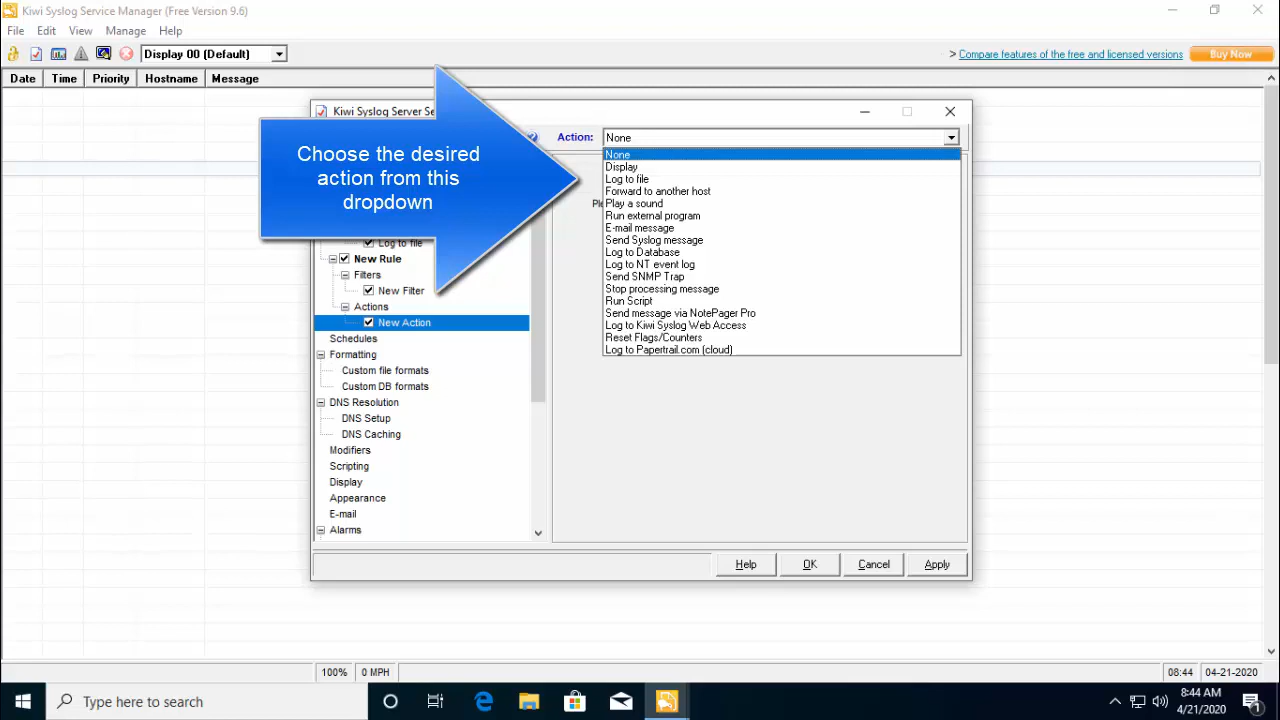 Kiwi Syslog Service Manager (Free Version 9.6)
File Edit View Manage Help
Display 00 (Default)
> Compare features of the free and licensed versions
Buy Now
Date Time Priority Hostname Message
Kiwi Syslog Server
Action: None
Choose the desired
action from this
dropdown
None
Display
Log to file
Forward to another host
Play a sound
Run external program
E-mail message
Send Syslog message
Log to Database
Log to NT event log
Send SNMP Trap
Stop processing message
Run Script
Send message via NotePager Pro
Log to Kiwi Syslog Web Access
Reset Flags/Counters
Log to Papertrail.com (cloud)
Log to file
New Rule
Filters
New Filter
Actions
New Action
Schedules
Formatting
Custom file formats
Custom DB formats
DNS Resolution
DNS Setup
DNS Caching
Modifiers
Scripting
Display
Appearance
E-mail
Alarms
Help OK Cancel Apply
100% 0 MPH 08:44 04-21-2020
Type here to search
8:44 AM
4/21/2020
1